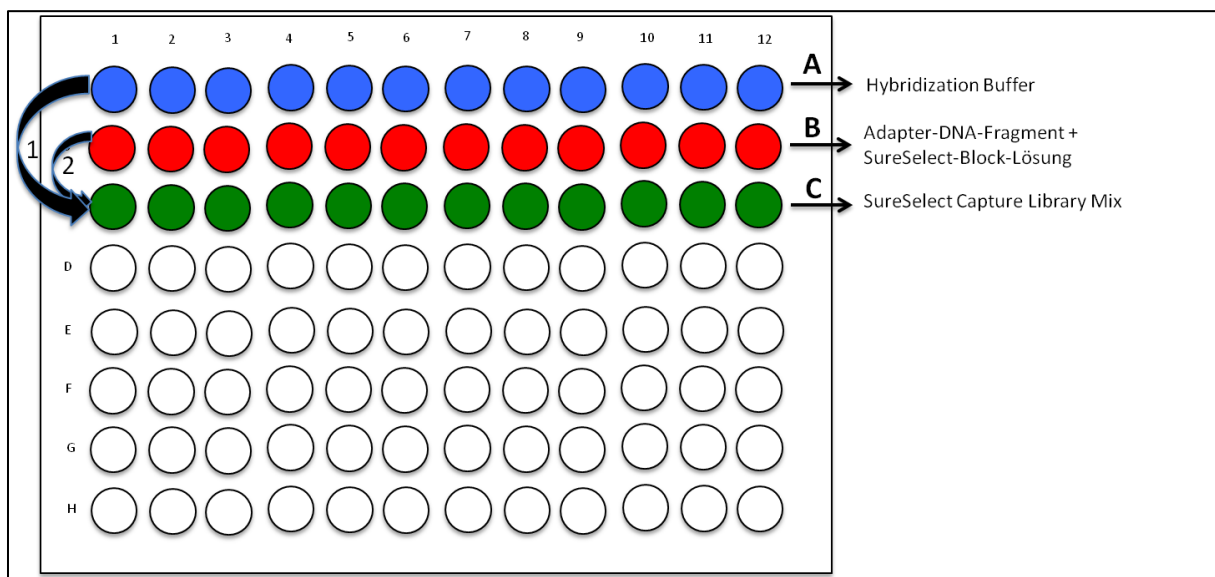 1 2 3 4 5 6 7 8 9 10 11 12
A
Hybridization Buffer
1
2
B
Adapter-DNA-Fragment +
SureSelect-Block-Lösung
C
SureSelect Capture Library Mix
D
E
F
G
H